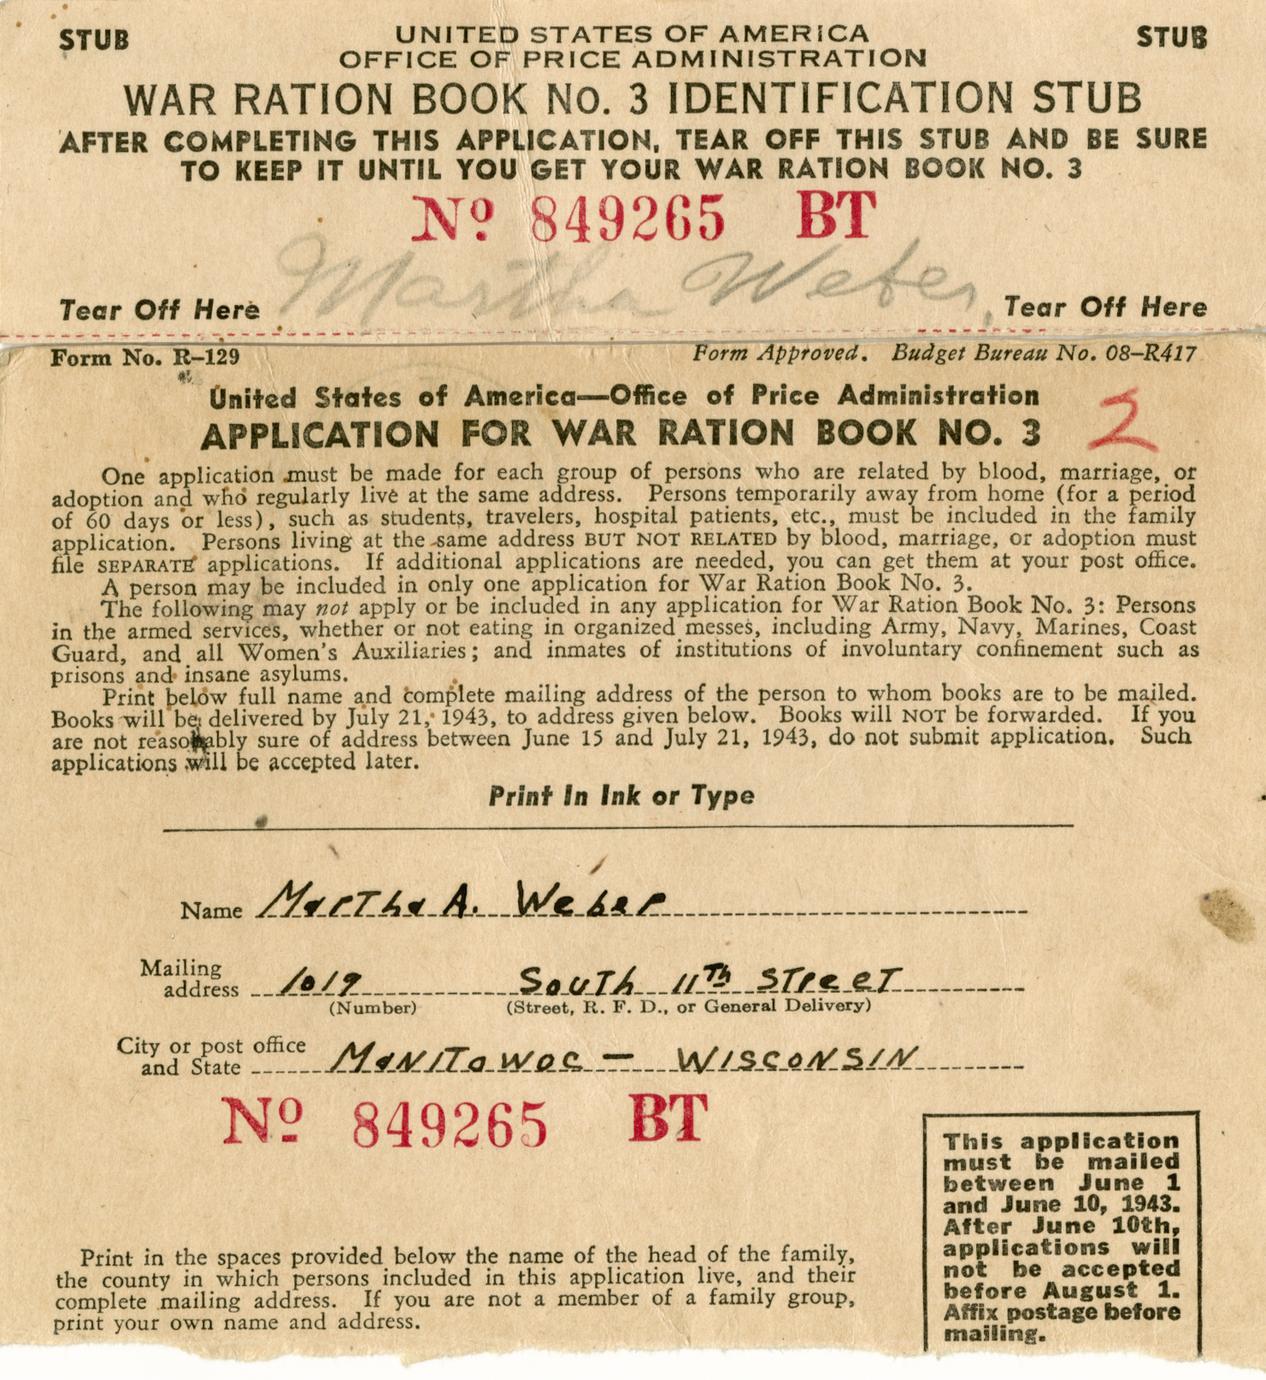 STUB UNITED STATES OF AMERICA STUB
OFFICE OF PRICE ADMINISTRATION
WAR RATION BOOK No. 3 IDENTIFICATION STUB
AFTER COMPLETING THIS APPLICATION, TEAR OFF THIS STUB AND BE SURE
TO KEEP IT UNTIL YOU GET YOUR WAR RATION BOOK NO. 3
Nº 849265 BT
Martha Weber
Tear Off Here Tear Off Here
Form No. R–129 Form Approved. Budget Bureau No. 08–R417
United States of America—Office of Price Administration
APPLICATION FOR WAR RATION BOOK NO. 3 2
One application must be made for each group of persons who are related by blood, marriage, or
adoption and who regularly live at the same address. Persons temporarily away from home (for a period
of 60 days or less), such as students, travelers, hospital patients, etc., must be included in the family
application. Persons living at the same address BUT NOT RELATED by blood, marriage, or adoption must
file SEPARATE applications. If additional applications are needed, you can get them at your post office.
A person may be included in only one application for War Ration Book No. 3.
The following may not apply or be included in any application for War Ration Book No. 3: Persons
in the armed services, whether or not eating in organized messes, including Army, Navy, Marines, Coast
Guard, and all Women's Auxiliaries; and inmates of institutions of involuntary confinement such as
prisons and insane asylums.
Print below full name and complete mailing address of the person to whom books are to be mailed.
Books will be delivered by July 21, 1943, to address given below. Books will NOT be forwarded. If you
are not reasonably sure of address between June 15 and July 21, 1943, do not submit application. Such
applications will be accepted later.
Print In Ink or Type
Name Martha A. Weber
Mailing address 1019 South 11th Street
(Number) (Street, R. F. D., or General Delivery)
City or post office and State Manitowoc — Wisconsin
Nº 849265 BT
This application
must be mailed
between June 1
and June 10, 1943.
After June 10th,
applications will
not be accepted
before August 1.
Affix postage before
mailing.
Print in the spaces provided below the name of the head of the family,
the county in which persons included in this application live, and their
complete mailing address. If you are not a member of a family group,
print your own name and address.